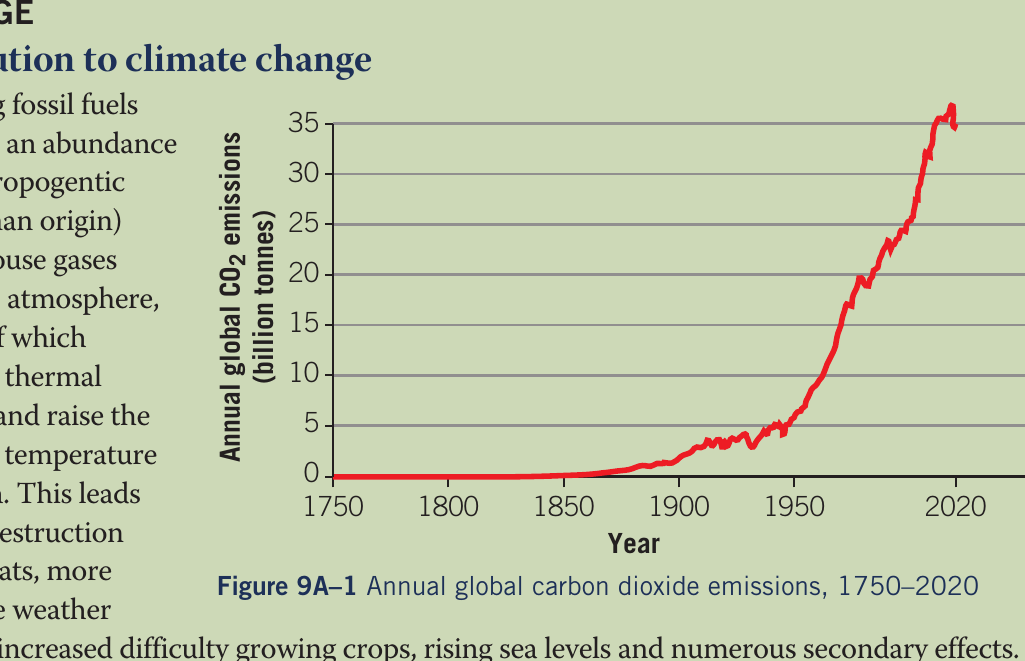 GE
ution to climate change
g fossil fuels
an abundance
ropogentic
nan origin)
ouse gases
atmosphere,
f which
thermal
and raise the
temperature
n. This leads
estruction
ats, more
e weather
increased difficulty growing crops, rising sea levels and numerous secondary effects.
Annual global CO2 emissions
(billion tonnes)
35
30
25
20
15
10
5
0
1750 1800 1850 1900 1950 2020
Year
Figure 9A–1 Annual global carbon dioxide emissions, 1750–2020